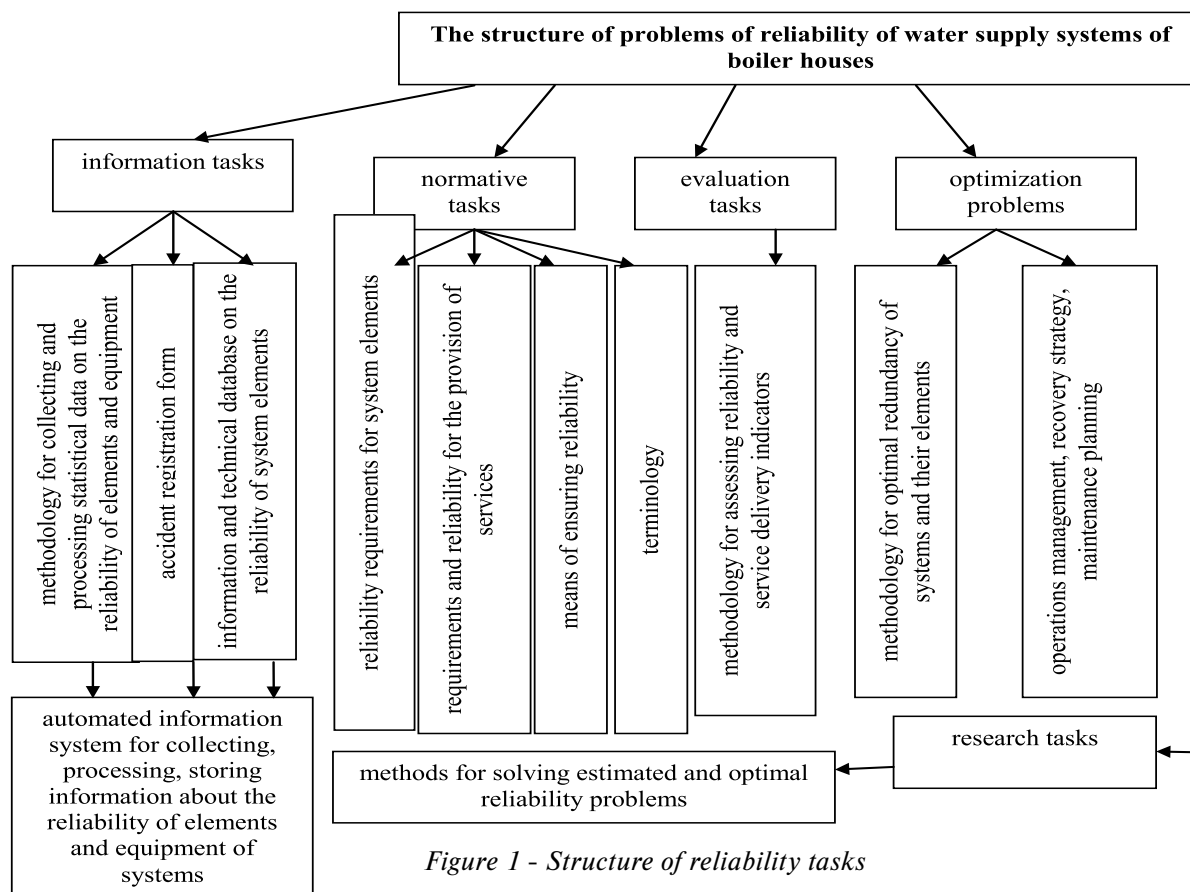 The structure of problems of reliability of water supply systems of
boiler houses
information tasks
normative
tasks
evaluation
tasks
optimization
problems
methodology for collecting and
processing statistical data on the
reliability of elements and equipment
accident registration form
information and technical database on the
reliability of system elements
reliability requirements for system elements
requirements and reliability for the provision of
services
means of ensuring reliability
terminology
methodology for assessing reliability and
service delivery indicators
methodology for optimal redundancy of
systems and their elements
operations management, recovery strategy,
maintenance planning
automated information
system for collecting,
processing, storing
information about the
reliability of elements
and equipment of
systems
methods for solving estimated and optimal
reliability problems
research tasks
Figure 1 - Structure of reliability tasks